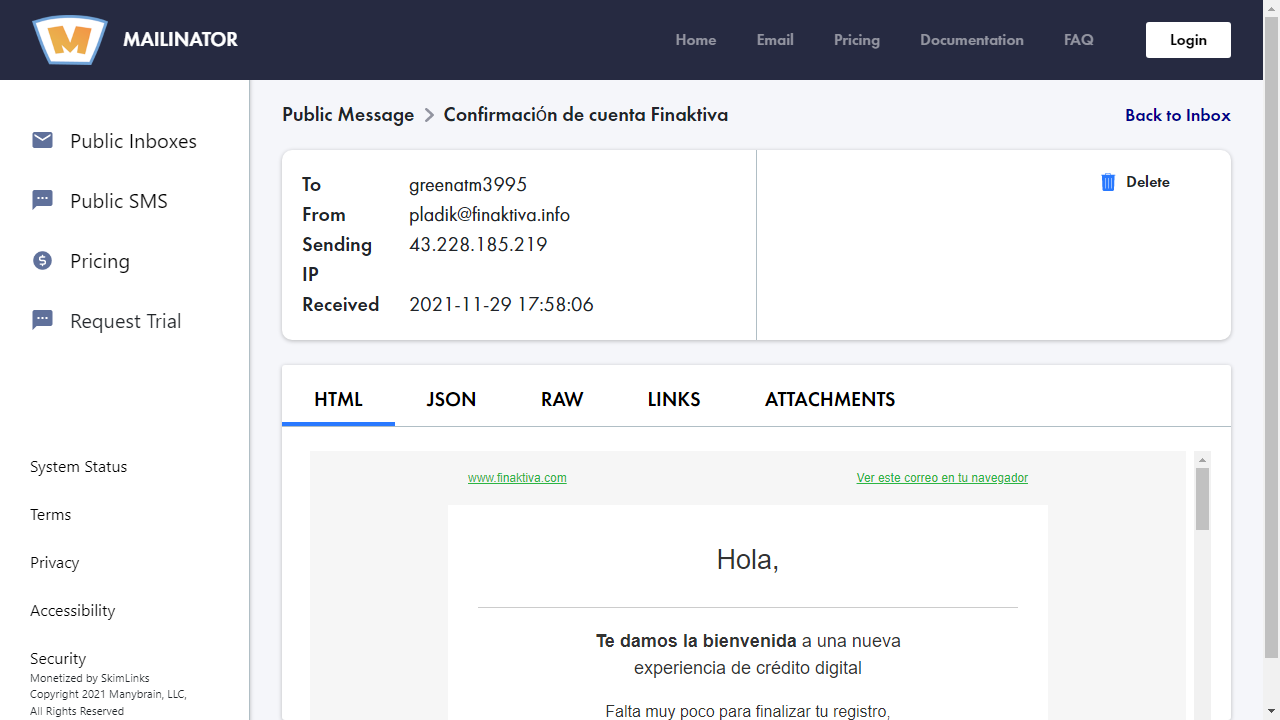 MAILINATOR
Home
Email
Pricing
Documentation
FAQ
Login
Public Inboxes
Public SMS
Pricing
Request Trial
System Status
Terms
Privacy
Accessibility
Security
Monetized by SkimLinks
Copyright 2021 Manybrain, LLC,
All Rights Reserved
Public Message > Confirmación de cuenta Finaktiva
Back to Inbox
To greenatm3995
From pladik@finaktiva.info
Sending 43.228.185.219
IP
Received 2021-11-29 17:58:06
Delete
HTML
JSON
RAW
LINKS
ATTACHMENTS
www.finaktiva.com
Ver este correo en tu navegador
Hola,
Te damos la bienvenida a una nueva
experiencia de crédito digital
Falta muy poco para finalizar tu registro,